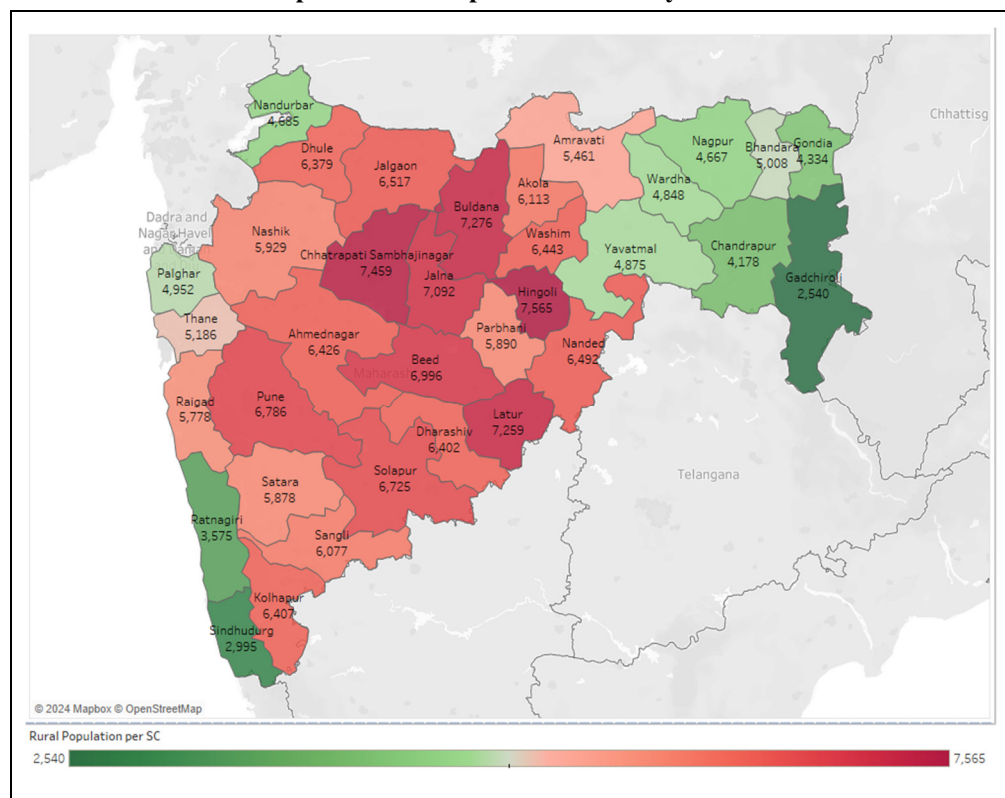 Nandurbar
4,685
Dhule
6,379
Jalgaon
6,517
Buldana
7,276
Akola
6,113
Amravati
5,461
Washim
6,443
Wardha
4,848
Nagpur
4,667
Bhandara
5,008
Gondia
4,334
Chhattisg
Dadra and
Nagar Havel
Nashik
5,929
Chhatrapati Sambhajinagar
7,459
Jalna
7,092
Hingoli
7,565
Yavatmal
4,875
Chandrapur
4,178
Gadchiroli
2,540
Palghar
4,952
Thane
5,186
Ahmednagar
6,426
Parbhani
5,890
Nanded
6,492
Beed
6,996
Raigad
5,778
Pune
6,786
Latur
7,259
Dharashiv
6,402
Solapur
6,725
Telangana
Satara
5,878
Ratnagiri
3,575
Sangli
6,077
Kolhapur
6,407
Sindhudurg
2,995
© 2024 Mapbox © OpenStreetMap
Rural Population per SC
2,540
7,565